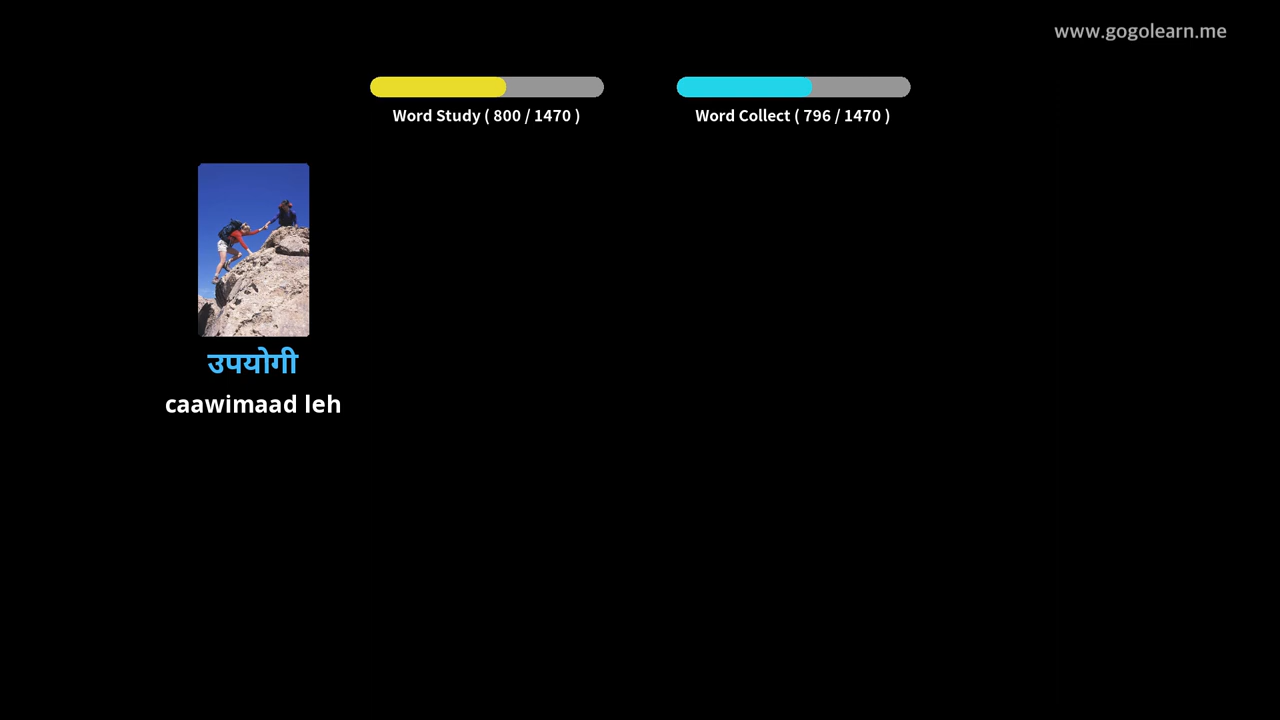 www.gogolearn.me
Word Study ( 800 / 1470 )
Word Collect ( 796 / 1470 )
उपयोगी
caawimaad leh